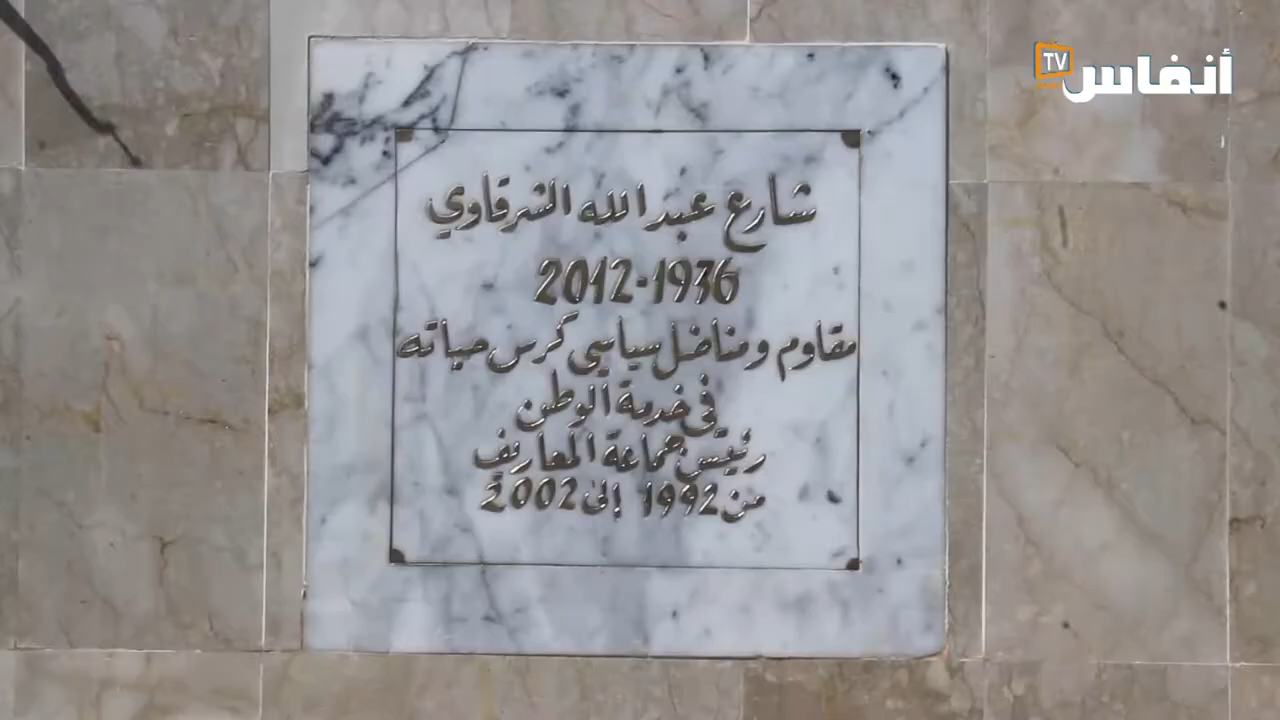 أنفاس TV
شارع عبد الله الشرقاوي
2012-1936
مقاوم ومناضل سياسي كرس حياته
في خدمة الوطن
رئيس جماعة المعاريف
من 1992 إلى 2002